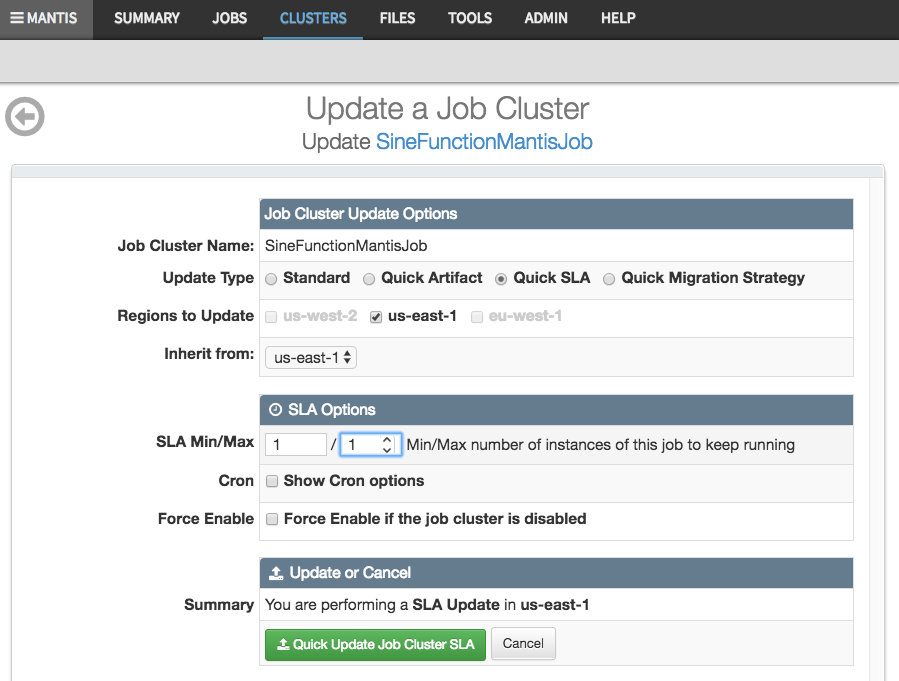 MANTIS SUMMARY JOBS CLUSTERS FILES TOOLS ADMIN HELP
Update a Job Cluster
Update SineFunctionMantisJob
Job Cluster Update Options
Job Cluster Name: SineFunctionMantisJob
Update Type Standard Quick Artifact Quick SLA Quick Migration Strategy
Regions to Update us-west-2 us-east-1 eu-west-1
Inherit from: us-east-1
SLA Options
SLA Min/Max 1 / 1 Min/Max number of instances of this job to keep running
Cron Show Cron options
Force Enable Force Enable if the job cluster is disabled
Update or Cancel
Summary You are performing a SLA Update in us-east-1
Quick Update Job Cluster SLA Cancel